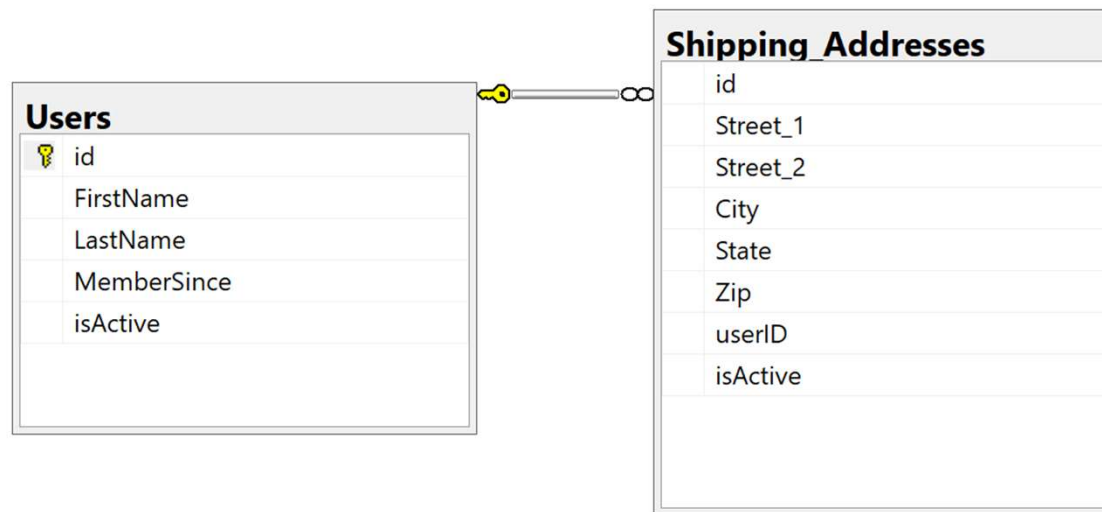 Users
id
FirstName
LastName
MemberSince
isActive
Shipping_Addresses
id
Street_1
Street_2
City
State
Zip
userID
isActive